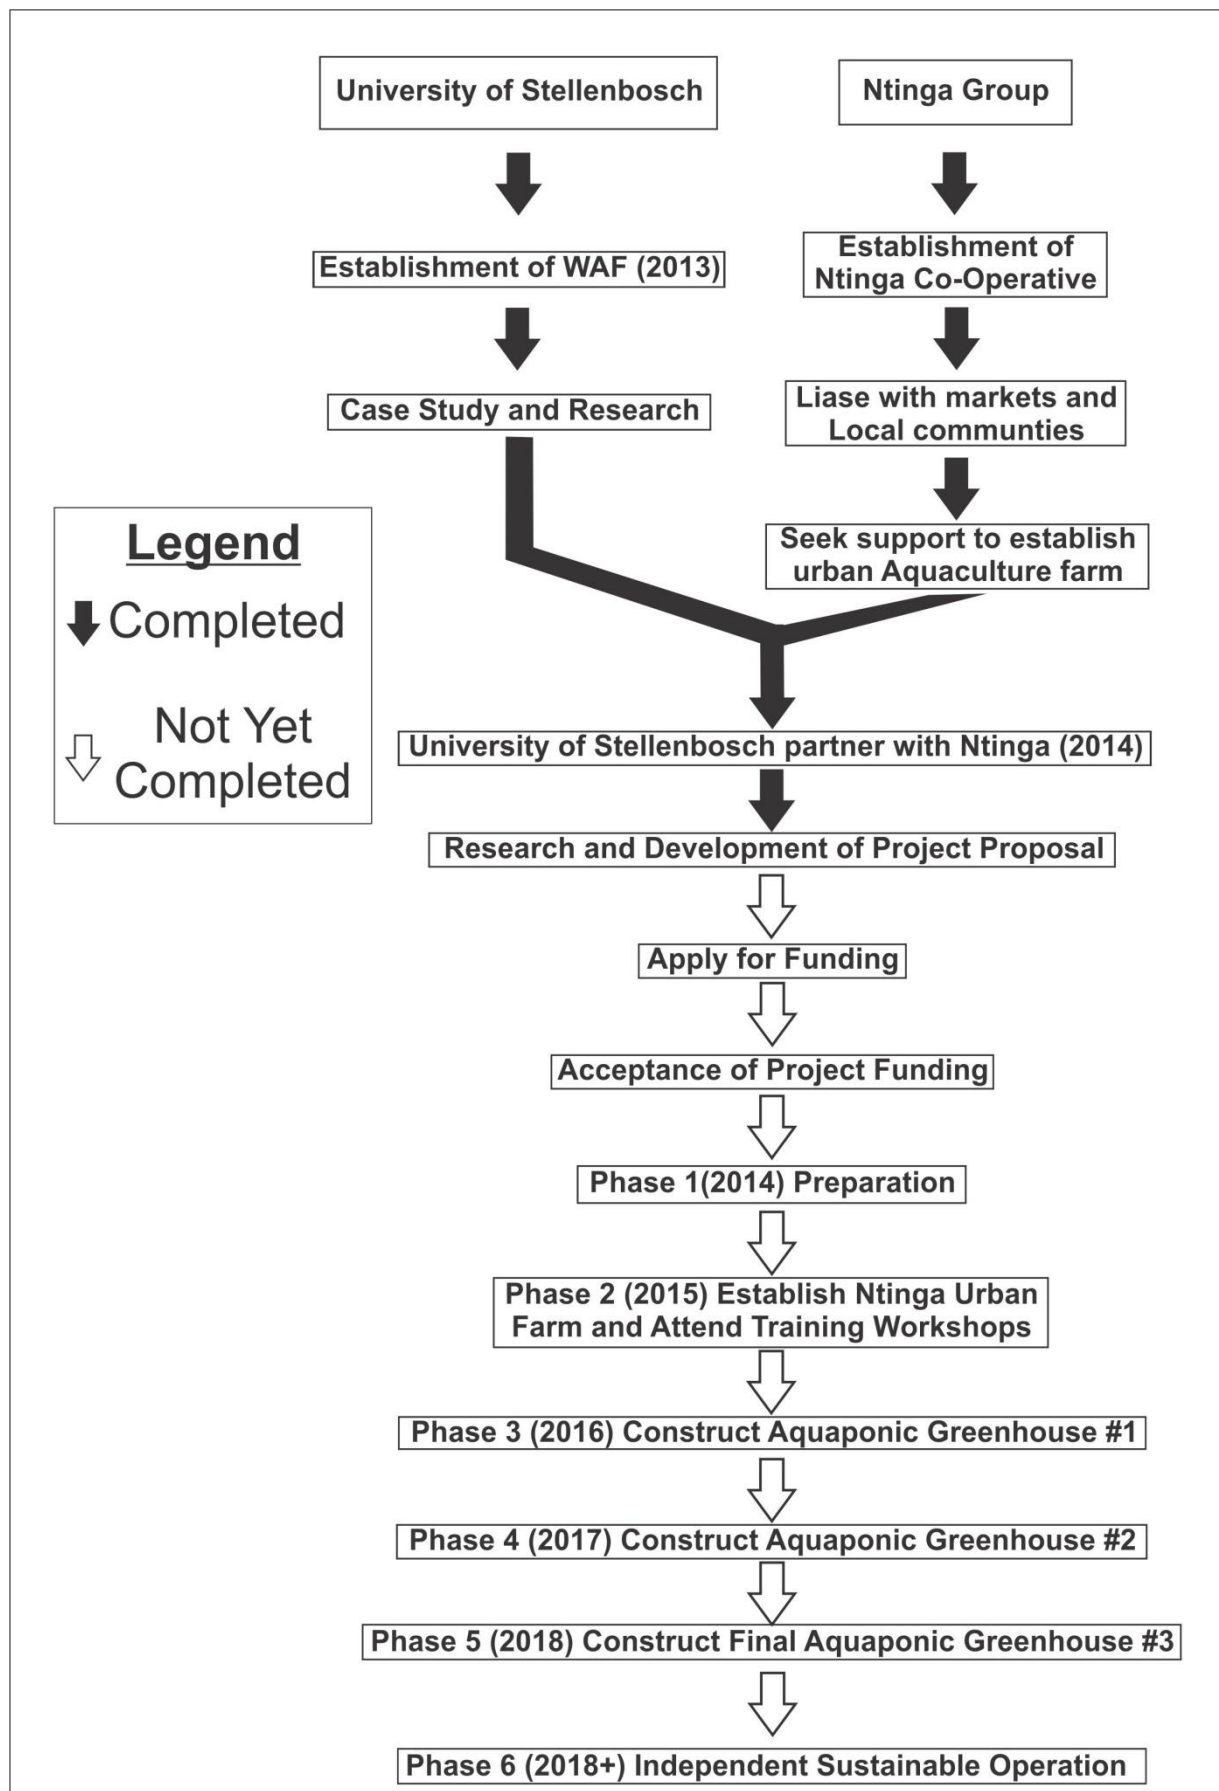 University of Stellenbosch
Ntinga Group
Establishment of WAF (2013)
Establishment of
Ntinga Co-Operative
Case Study and Research
Liase with markets and
Local communties
Legend
Completed
Not Yet
Completed
Seek support to establish
urban Aquaculture farm
University of Stellenbosch partner with Ntinga (2014)
Research and Development of Project Proposal
Apply for Funding
Acceptance of Project Funding
Phase 1(2014) Preparation
Phase 2 (2015) Establish Ntinga Urban
Farm and Attend Training Workshops
Phase 3 (2016) Construct Aquaponic Greenhouse #1
Phase 4 (2017) Construct Aquaponic Greenhouse #2
Phase 5 (2018) Construct Final Aquaponic Greenhouse #3
Phase 6 (2018+) Independent Sustainable Operation